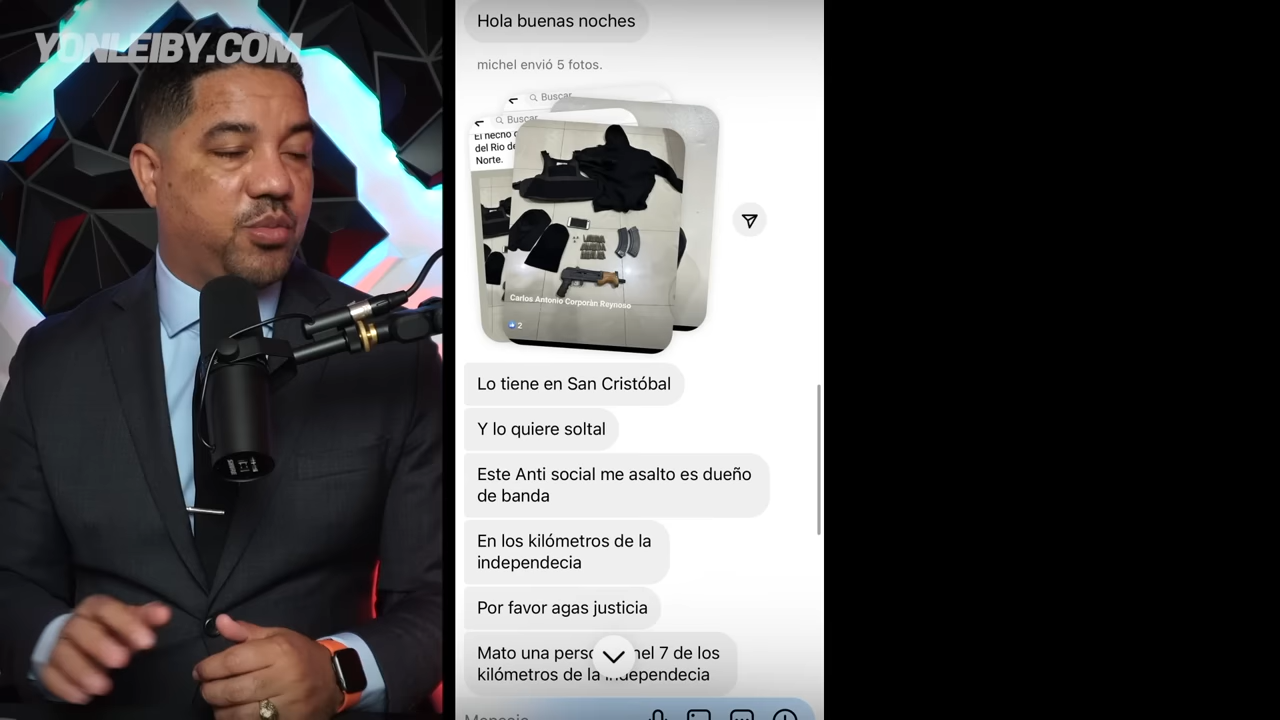 YONLEIBY.COM
Hola buenas noches
michel envió 5 fotos.
Buscar
Buscar
El hecho
del Rio de
Norte.
Carlos Antonio Corporán Reynoso
2
Lo tiene en San Cristóbal
Y lo quiere soltal
Este Anti social me asalto es dueño
de banda
En los kilómetros de la
independecia
Por favor agas justicia
Mato una perso nel 7 de los
kilómetros de la independecia
Mensaje